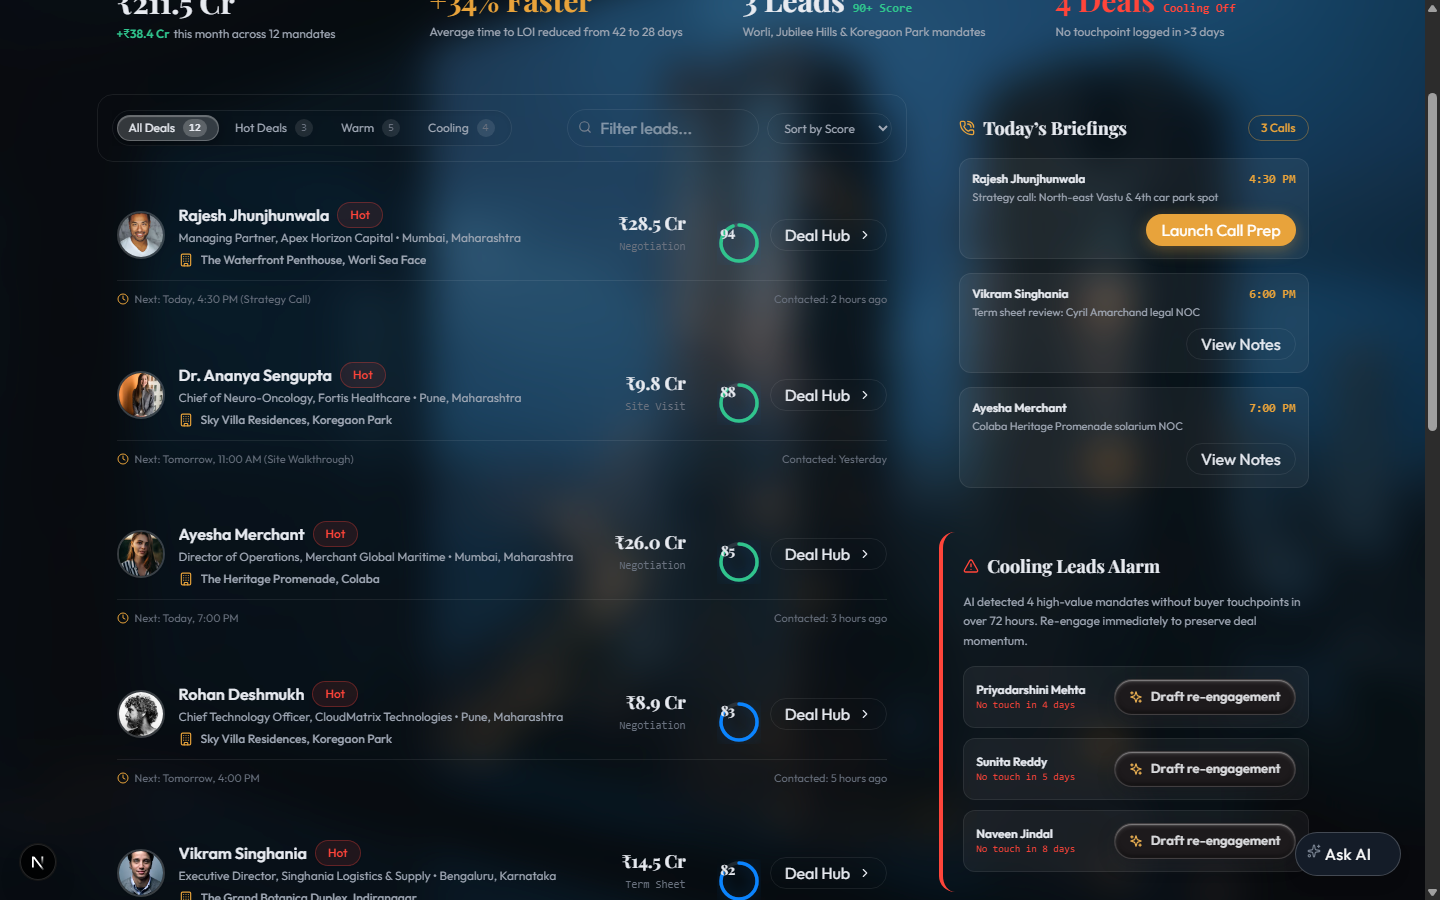 ₹211.5 Cr
+₹38.4 Cr this month across 12 mandates
+34% Faster
Average time to LOI reduced from 42 to 28 days
3 Leads 90+ Score
Worli, Jubilee Hills & Koregaon Park mandates
4 Deals Cooling Off
No touchpoint logged in >3 days
All Deals 12
Hot Deals 3
Warm 5
Cooling 4
Filter leads...
Sort by Score
Rajesh Jhunjhunwala Hot
Managing Partner, Apex Horizon Capital • Mumbai, Maharashtra
The Waterfront Penthouse, Worli Sea Face
₹28.5 Cr
Negotiation
94
Deal Hub
Next: Today, 4:30 PM (Strategy Call)
Contacted: 2 hours ago
Dr. Ananya Sengupta Hot
Chief of Neuro-Oncology, Fortis Healthcare • Pune, Maharashtra
Sky Villa Residences, Koregaon Park
₹9.8 Cr
Site Visit
88
Deal Hub
Next: Tomorrow, 11:00 AM (Site Walkthrough)
Contacted: Yesterday
Ayesha Merchant Hot
Director of Operations, Merchant Global Maritime • Mumbai, Maharashtra
The Heritage Promenade, Colaba
₹26.0 Cr
Negotiation
85
Deal Hub
Next: Today, 7:00 PM
Contacted: 3 hours ago
Rohan Deshmukh Hot
Chief Technology Officer, CloudMatrix Technologies • Pune, Maharashtra
Sky Villa Residences, Koregaon Park
₹8.9 Cr
Negotiation
83
Deal Hub
Next: Tomorrow, 4:00 PM
Contacted: 5 hours ago
Vikram Singhania Hot
Executive Director, Singhania Logistics & Supply • Bengaluru, Karnataka
The Grand Botanica Duplex, Indiranagar
₹14.5 Cr
Term Sheet
82
Deal Hub
Today's Briefings
3 Calls
Rajesh Jhunjhunwala
4:30 PM
Strategy call: North-east Vastu & 4th car park spot
Launch Call Prep
Vikram Singhania
6:00 PM
Term sheet review: Cyril Amarchand legal NOC
View Notes
Ayesha Merchant
7:00 PM
Colaba Heritage Promenade solarium NOC
View Notes
Cooling Leads Alarm
AI detected 4 high-value mandates without buyer touchpoints in
over 72 hours. Re-engage immediately to preserve deal
momentum.
Priyadarshini Mehta
No touch in 4 days
Draft re-engagement
Sunita Reddy
No touch in 5 days
Draft re-engagement
Naveen Jindal
No touch in 8 days
Draft re-engagement
Ask AI
N